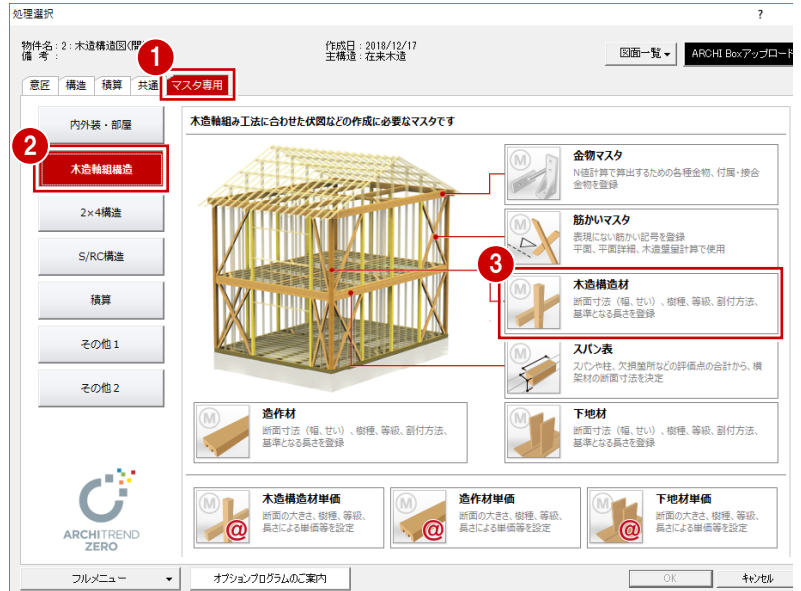 処理選択
?
物件名：2：木造構造図(
作成日：2018/12/17
備　考：
主構造：在来木造
図面一覧
ARCHI Boxアップロード
1
意匠
構造
積算
共通
マスタ専用
内外装・部屋
2
木造軸組構造
2×4構造
S/RC構造
積算
その他1
その他2
木造軸組み工法に合わせた伏図などの作成に必要なマスタです
M
金物マスタ
N値計算で算出するための各種金物、付属・接合
金物を登録
M
筋かいマスタ
表現にない筋かい記号を登録
平面、平面詳細、木造壁量計算で使用
3
M
木造構造材
断面寸法（幅、せい）、樹種、等級、割付方法、
基準となる長さを登録
M
スパン表
スパンや柱、欠損箇所などの評価点の合計から、横
架材の断面寸法を決定
M
造作材
断面寸法（幅、せい）、樹種、等級、割付方法、
基準となる長さを登録
M
下地材
断面寸法（幅、せい）、樹種、等級、割付方法、
基準となる長さを登録
M
@
木造構造材単価
断面の大きさ、樹種、等級、
長さによる単価等を設定
M
@
造作材単価
断面の大きさ、樹種、等級、
長さによる単価等を設定
M
@
下地材単価
断面の大きさ、樹種、等級、
長さによる単価等を設定
ARCHITREND
ZERO
フルメニュー
オプションプログラムのご案内
OK
キャンセル